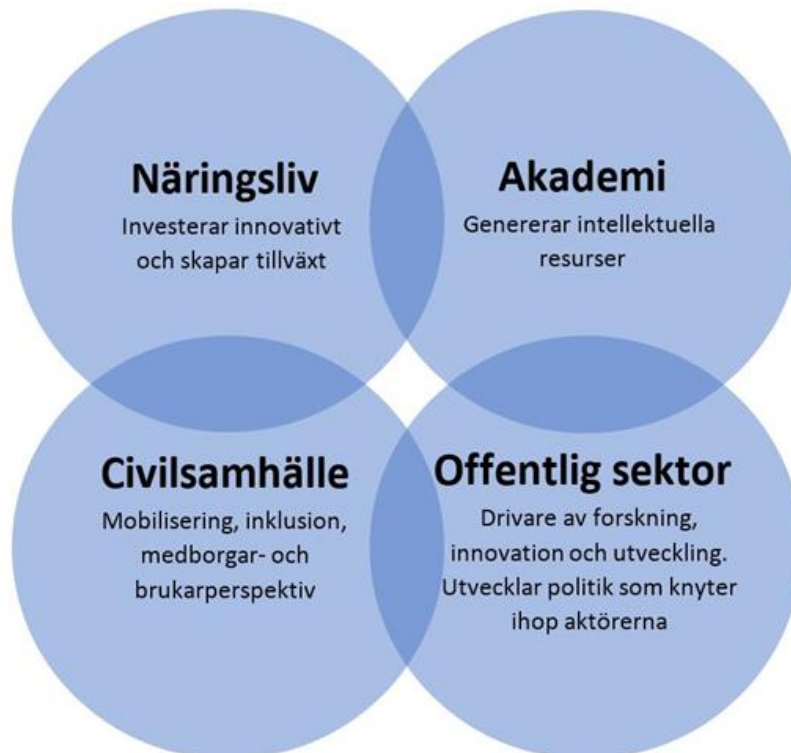 Näringsliv
Investerar innovativt
och skapar tillväxt
Akademi
Genererar intellektuella
resurser
Civilsamhälle
Mobilisering, inklusion,
medborgar- och
brukarperspektiv
Offentlig sektor
Drivare av forskning,
innovation och utveckling.
Utvecklar politik som knyter
ihop aktörerna